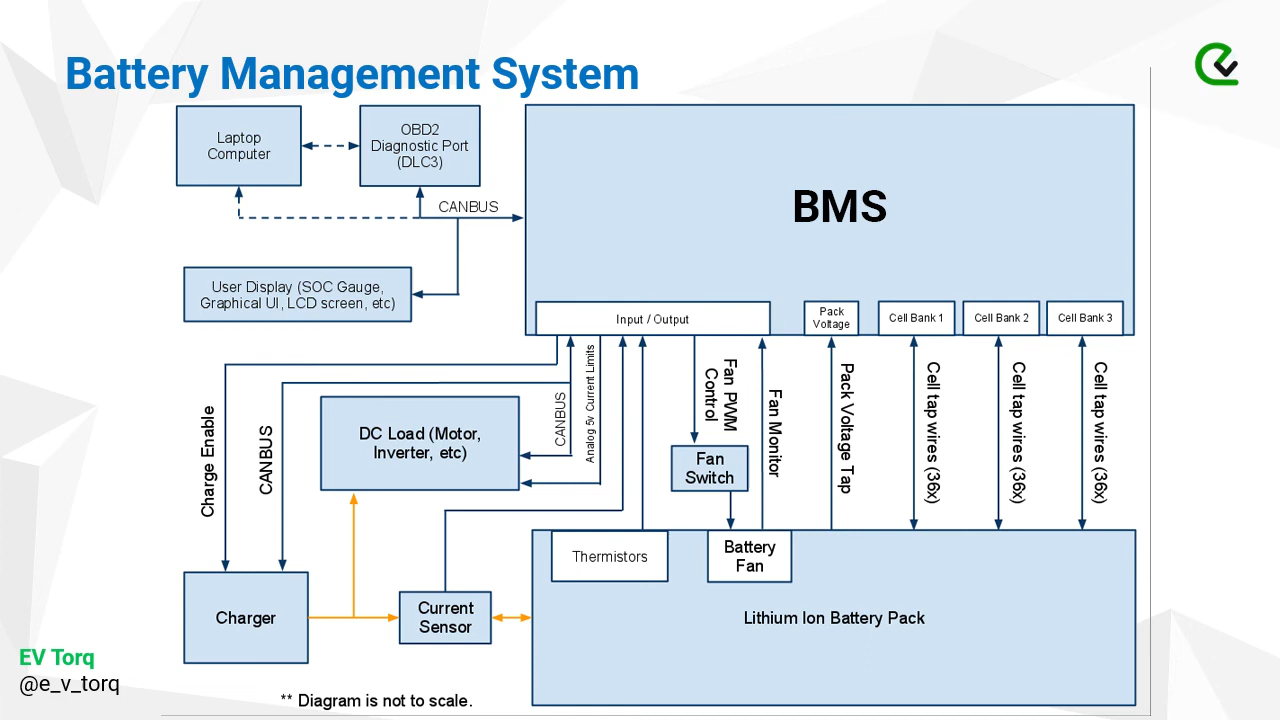 Battery Management System
Laptop
Computer
OBD2
Diagnostic Port
(DLC3)
CANBUS
BMS
User Display (SOC Gauge,
Graphical UI, LCD screen, etc)
Input / Output
Pack
Voltage
Cell Bank 1
Cell Bank 2
Cell Bank 3
Charge Enable
CANBUS
DC Load (Motor,
Inverter, etc)
CANBUS
Analog 5v Current Limits
Fan PWM
Control
Fan
Switch
Fan Monitor
Pack Voltage Tap
Cell tap wires (36x)
Cell tap wires (36x)
Cell tap wires (36x)
Thermistors
Battery
Fan
Charger
Current
Sensor
Lithium Ion Battery Pack
EV Torq
@e_v_torq
** Diagram is not to scale.